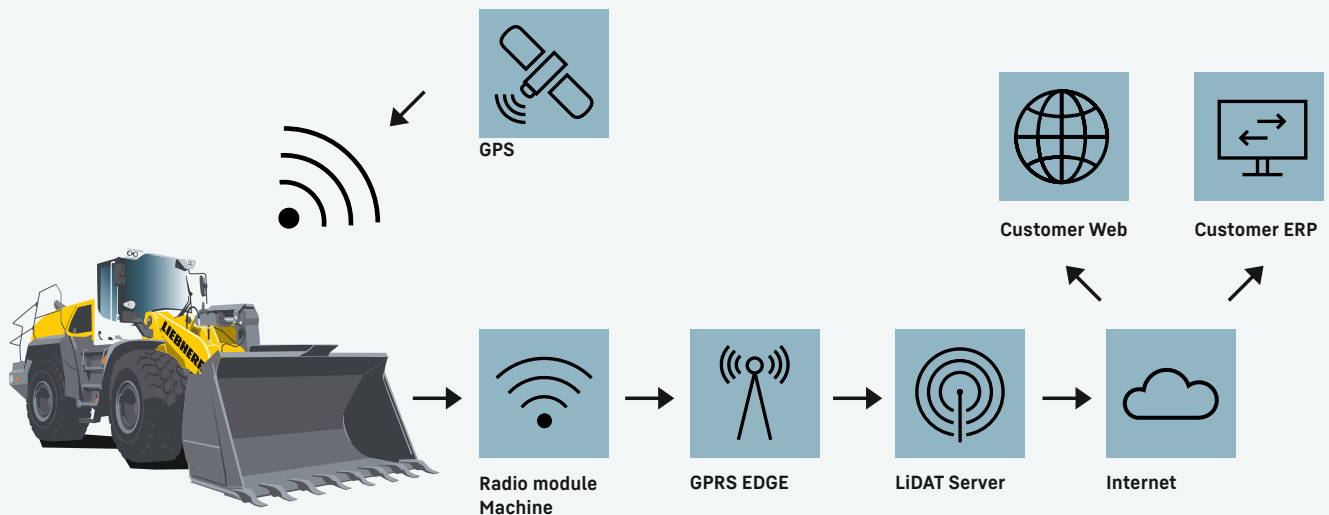 GPS
Customer Web
Customer ERP
LIEBHERR
Radio module
Machine
GPRS EDGE
LiDAT Server
Internet